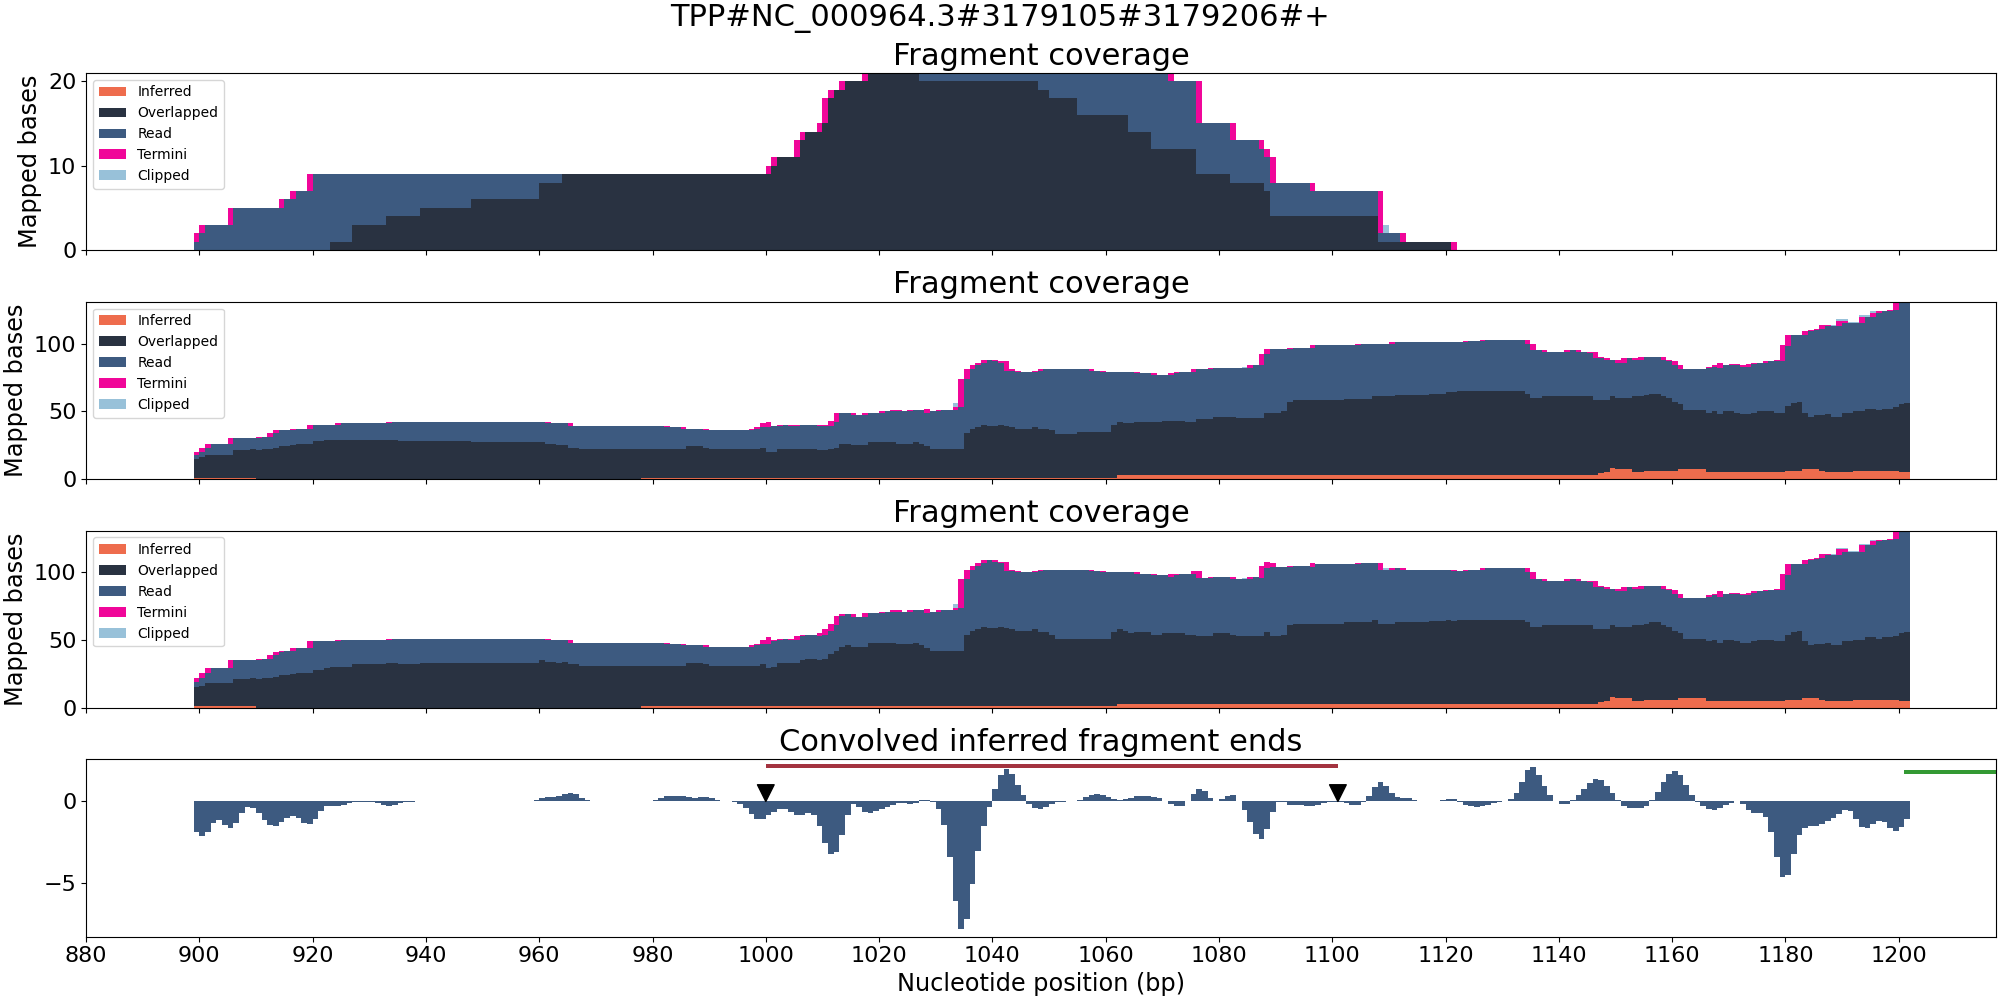 TPP#NC_000964.3#3179105#3179206#+
Fragment coverage
Mapped bases
20
10
0
Inferred
Overlapped
Read
Termini
Clipped
Fragment coverage
Mapped bases
100
50
0
Inferred
Overlapped
Read
Termini
Clipped
Fragment coverage
Mapped bases
100
50
0
Inferred
Overlapped
Read
Termini
Clipped
Convolved inferred fragment ends
0
−5
880 900 920 940 960 980 1000 1020 1040 1060 1080 1100 1120 1140 1160 1180 1200
Nucleotide position (bp)